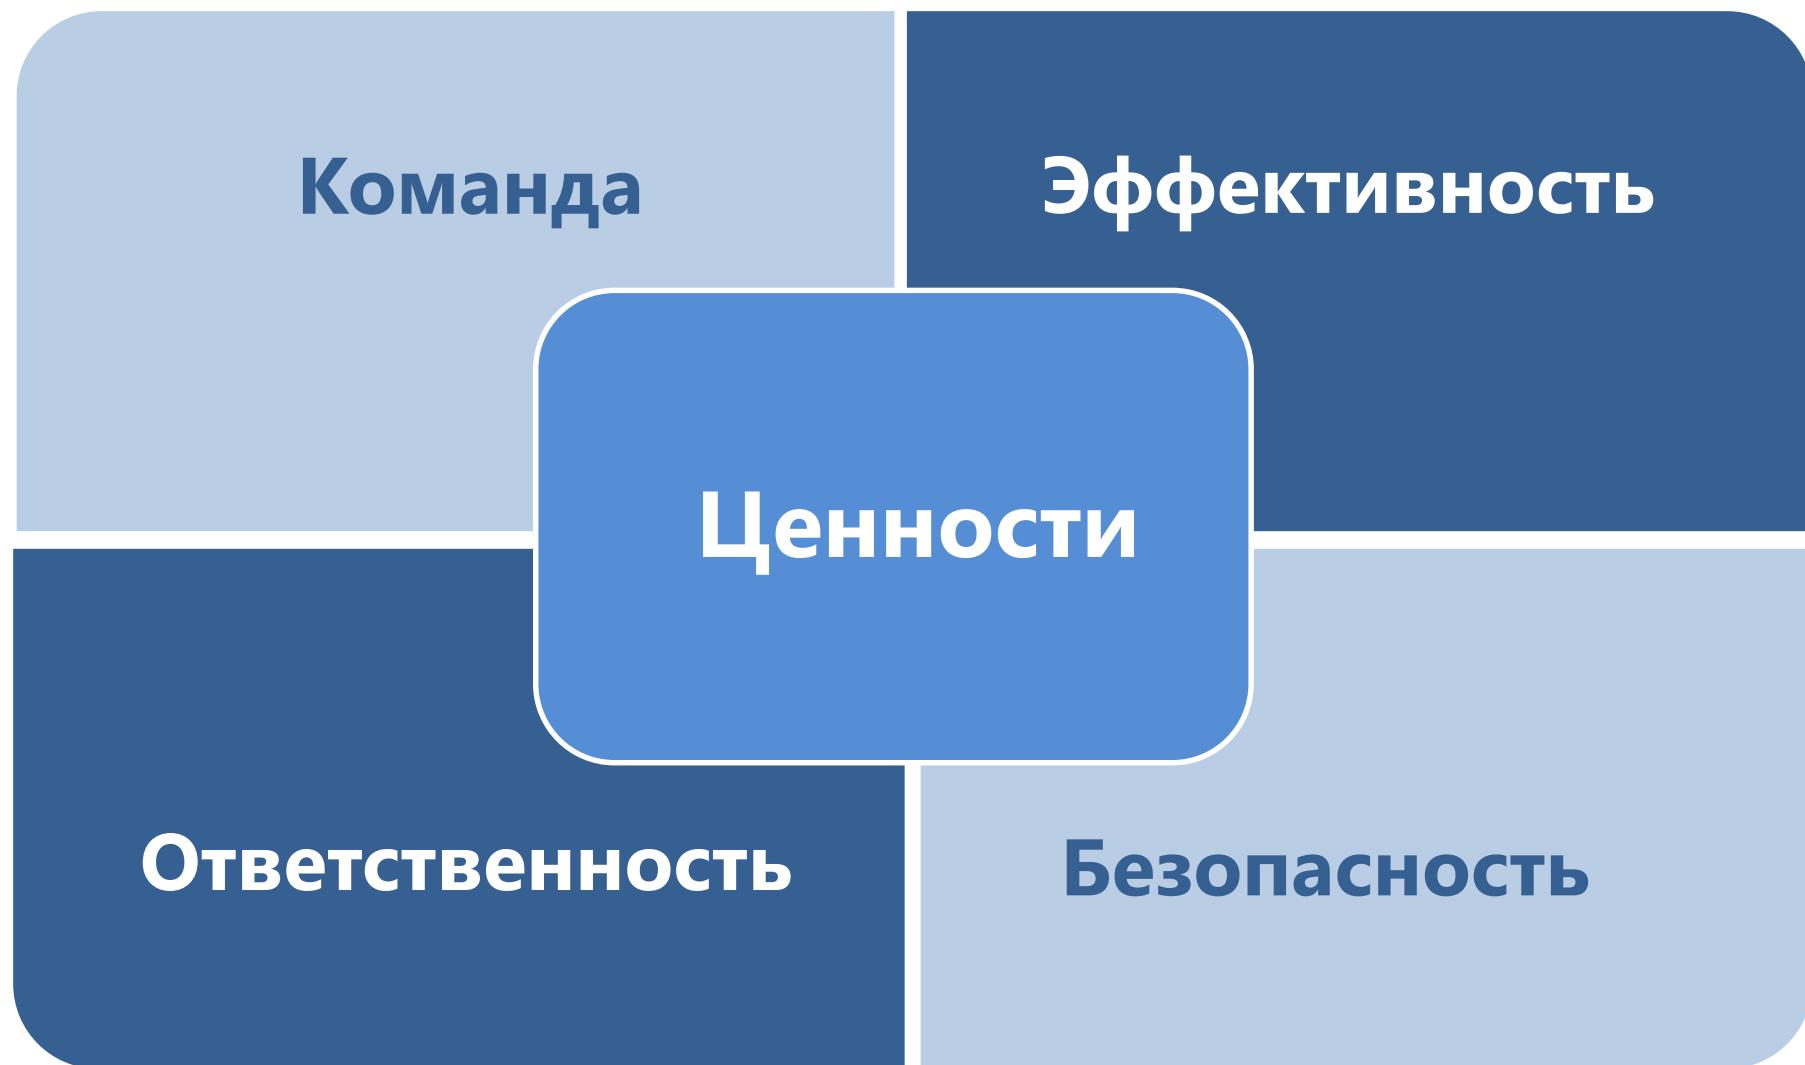 Команда
Эффективность
Ценности
Ответственность
Безопасность